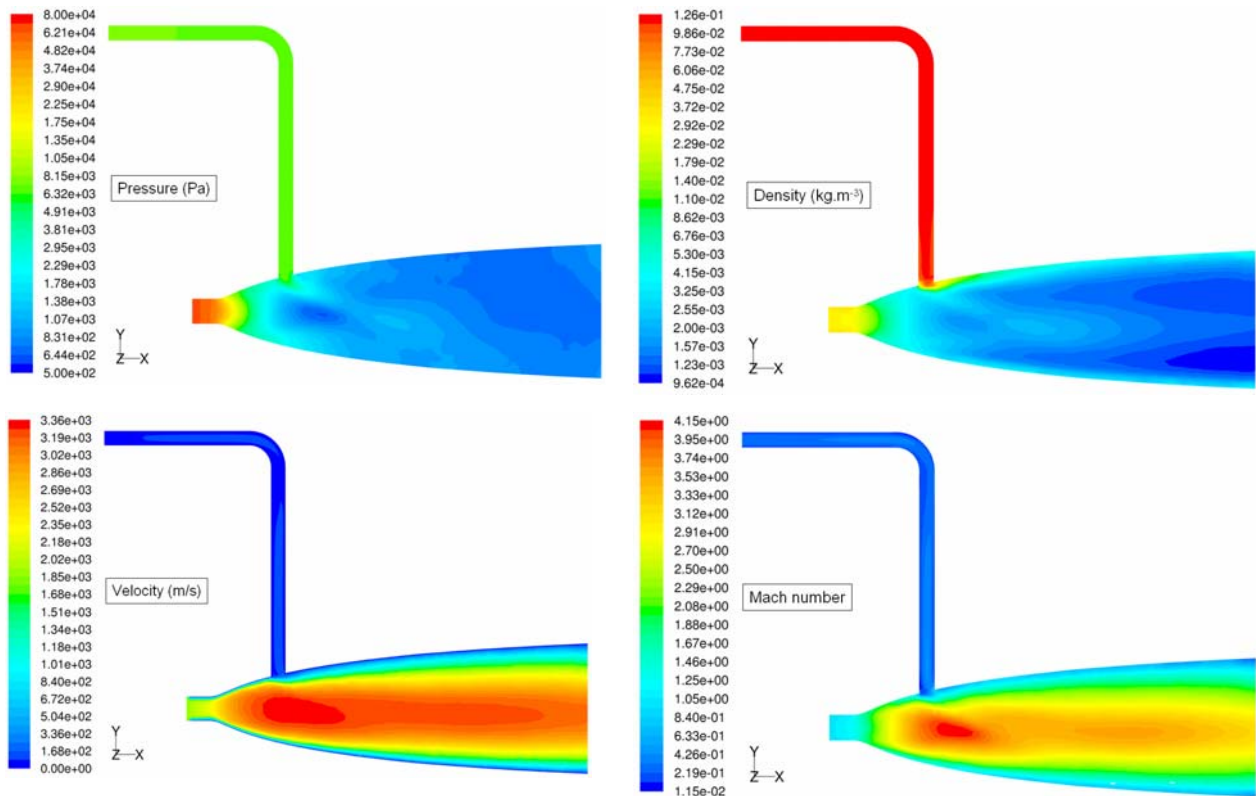 8.00e+04
6.21e+04
4.82e+04
3.74e+04
2.90e+04
2.25e+04
1.74e+04
1.35e+04
1.05e+04
8.15e+03
6.32e+03
4.91e+03
3.81e+03
2.95e+03
2.29e+03
1.78e+03
1.38e+03
1.07e+03
8.31e+02
6.44e+02
5.00e+02
Pressure (Pa)
Y
Z X
1.26e-01
9.86e-02
7.73e-02
6.06e-02
4.75e-02
3.72e-02
2.92e-02
2.29e-02
1.79e-02
1.40e-02
1.10e-02
8.62e-03
6.76e-03
5.30e-03
4.15e-03
3.25e-03
2.55e-03
2.00e-03
1.57e-03
1.23e-03
9.62e-04
Density (kg.m⁻³)
Y
Z X
3.36e+03
3.19e+03
3.02e+03
2.86e+03
2.69e+03
2.52e+03
2.35e+03
2.18e+03
2.02e+03
1.85e+03
1.68e+03
1.51e+03
1.34e+03
1.18e+03
1.01e+03
8.40e+02
6.72e+02
5.04e+02
3.36e+02
1.68e+02
0.00e+00
Velocity (m/s)
Y
Z X
4.15e+00
3.95e+00
3.74e+00
3.53e+00
3.33e+00
3.12e+00
2.91e+00
2.70e+00
2.50e+00
2.29e+00
2.08e+00
1.88e+00
1.67e+00
1.46e+00
1.25e+00
1.05e+00
8.40e-01
6.33e-01
4.26e-01
2.19e-01
1.15e-02
Mach number
Y
Z X